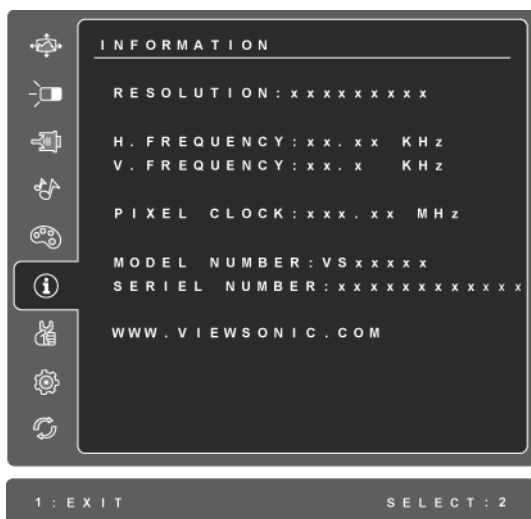 INFORMATION
RESOLUTION:xxxxxxxxx
H. FREQUENCY:xx.xx KHz
V. FREQUENCY:xx.x KHz
PIXEL CLOCK:xxx.xx MHz
MODEL NUMBER:VSxxxxx
SERIEL NUMBER:xxxxxxxxxxxx
WWW.VIEWSONIC.COM
1:EXIT SELECT:2